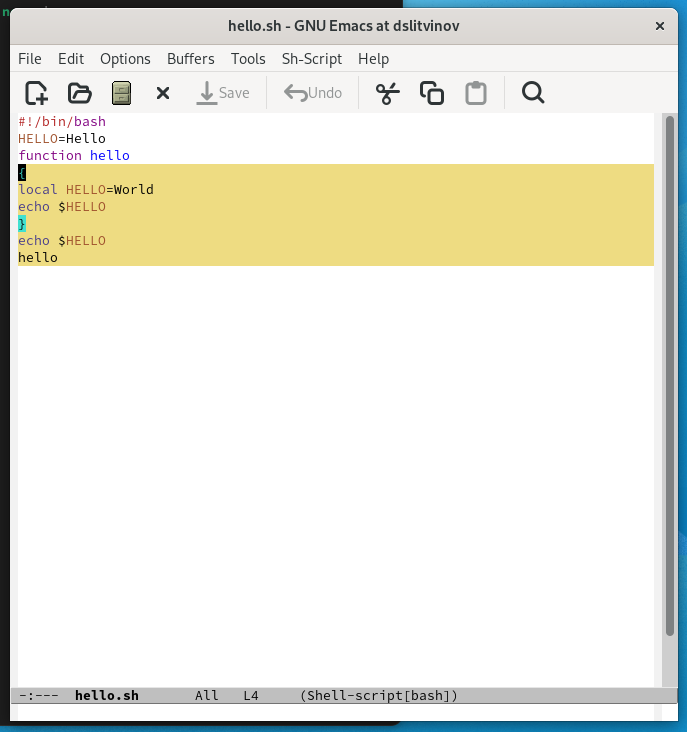 hello.sh - GNU Emacs at dslitvinov
File Edit Options Buffers Tools Sh-Script Help
Save Undo
#!/bin/bash
HELLO=Hello
function hello
{
local HELLO=World
echo $HELLO
}
echo $HELLO
hello
-:--- hello.sh All L4 (Shell-script[bash])